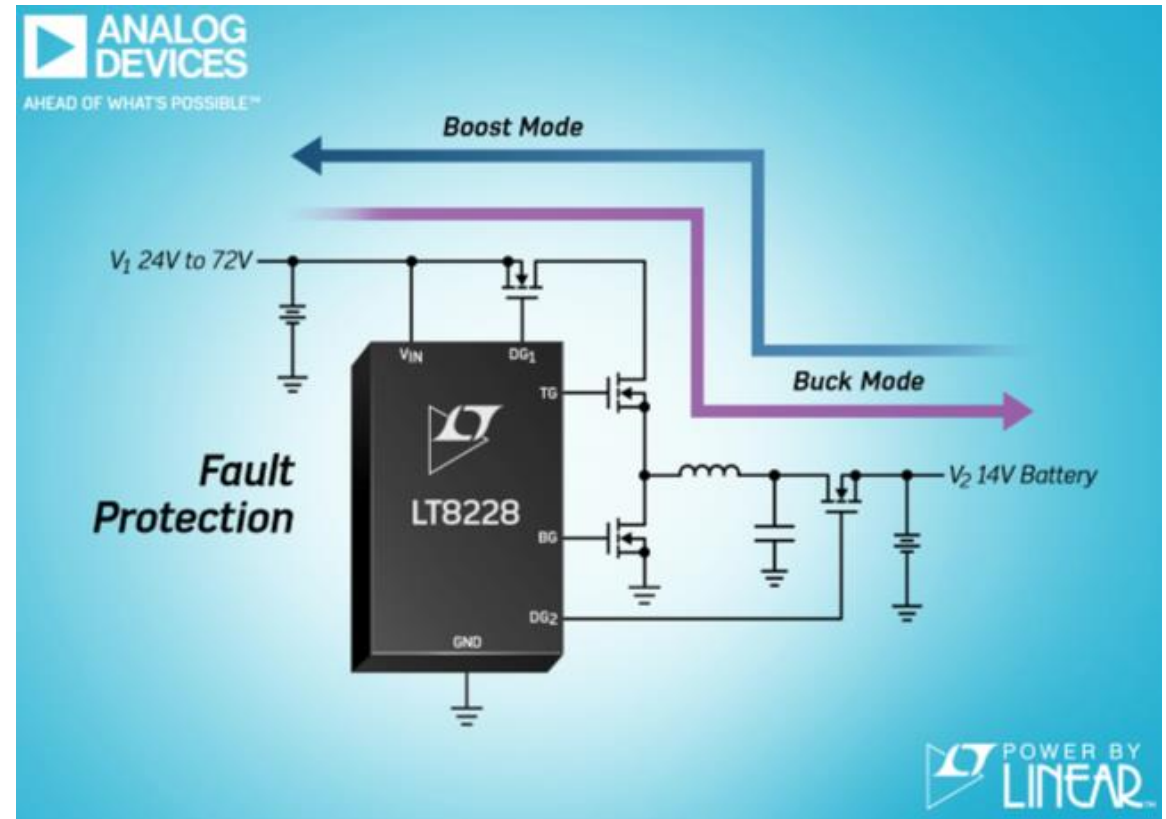 ANALOG
DEVICES
AHEAD OF WHAT'S POSSIBLE™
Boost Mode
V1 24V to 72V
VIN
DG1
TG
Buck Mode
Fault
Protection
LT8228
V2 14V Battery
BG
DG2
GND
POWER BY
LINEAR™